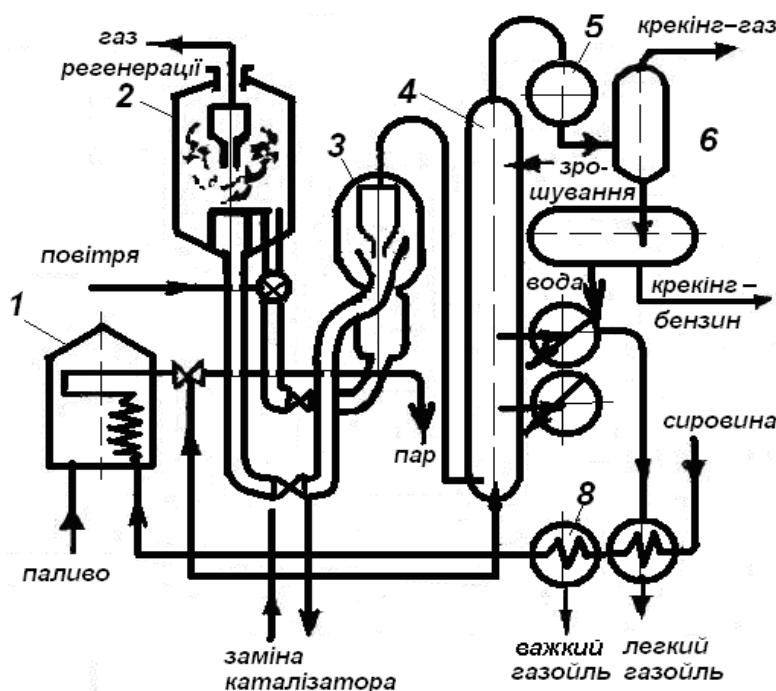 газ
регенерації
2
5
крекінг–газ
4
6
3
зро-
шування
повітря
вода
крекінг –
бензин
1
сировина
пар
8
паливо
заміна
каталізатора
важкий
газойль
легкий
газойль